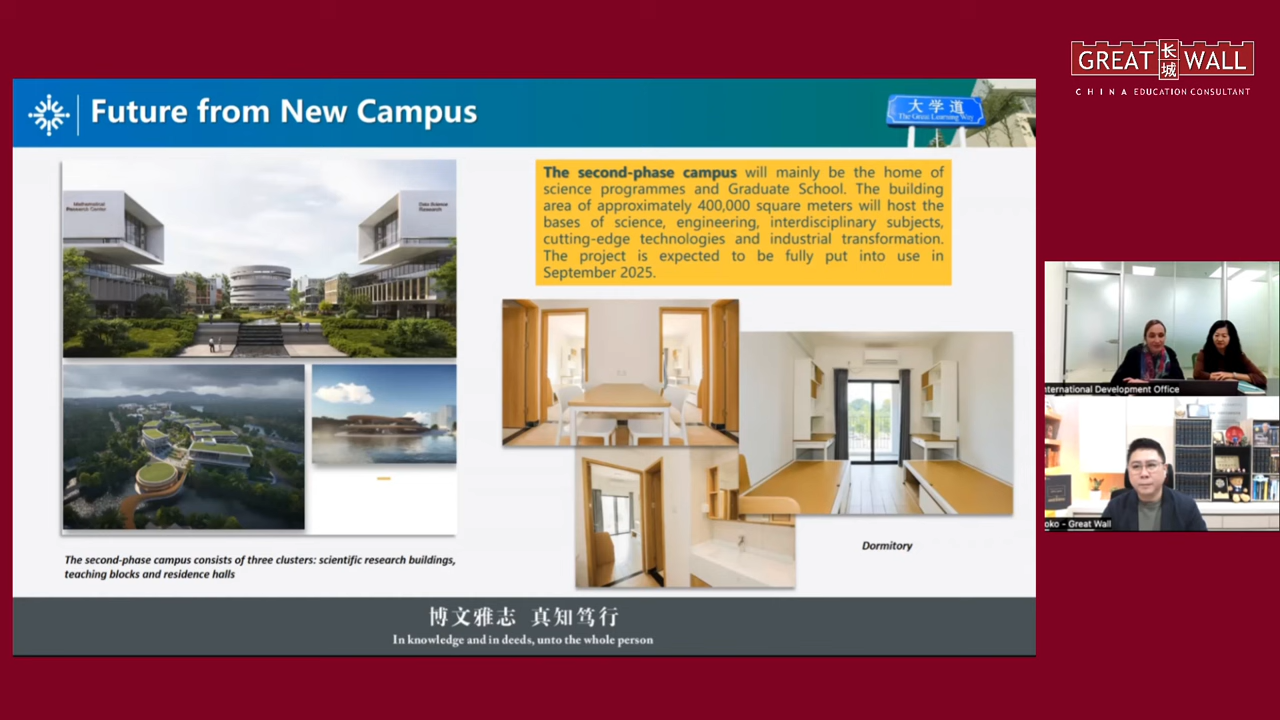 GREAT 长城 WALL
CHINA EDUCATION CONSULTANT
Future from New Campus
大学道
The Great Learning Way
Mathematical
Research Center
Data Science
Research
The second-phase campus will mainly be the home of
science programmes and Graduate School. The building
area of approximately 400,000 square meters will host the
bases of science, engineering, interdisciplinary subjects,
cutting-edge technologies and industrial transformation.
The project is expected to be fully put into use in
September 2025.
The second-phase campus consists of three clusters: scientific research buildings,
teaching blocks and residence halls
Dormitory
博文雅志 真知笃行
In knowledge and in deeds, unto the whole person
nternational Development Office
oko - Great Wall